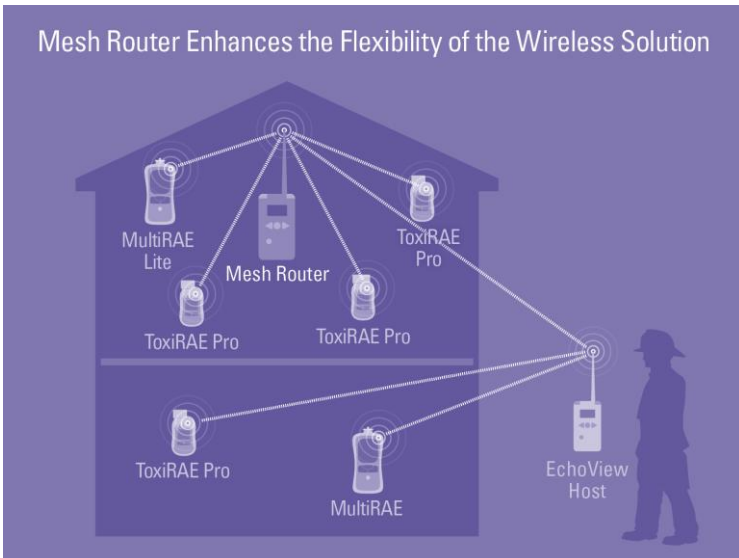 Mesh Router Enhances the Flexibility of the Wireless Solution
MultiRAE
Lite
Mesh Router
ToxiRAE
Pro
ToxiRAE Pro
ToxiRAE Pro
ToxiRAE Pro
MultiRAE
EchoView
Host